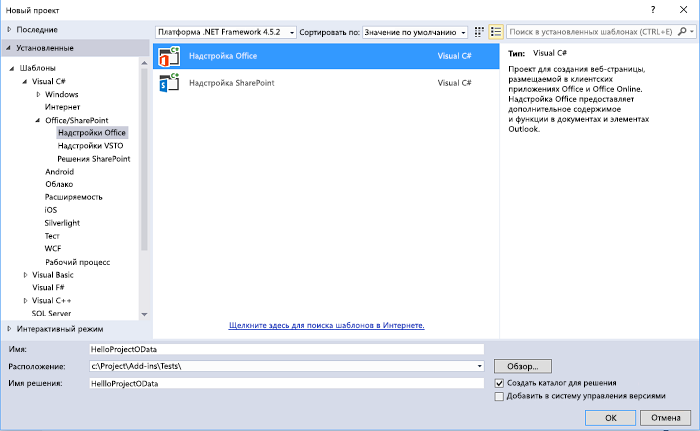 Новый проект
? 
Последние
Платформа .NET Framework 4.5.2 Сортировать по: Значение по умолчанию
Поиск в установленных шаблонах (CTRL+E)
Установленные
Шаблоны
Visual C#
Windows
Интернет
Office/SharePoint
Надстройки Office
Надстройки VSTO
Решения SharePoint
Android
Облако
Расширяемость
iOS
Silverlight
Тест
WCF
Рабочий процесс
Visual Basic
Visual F#
Visual C++
SQL Server
Интерактивный режим
Надстройка Office Visual C#
Надстройка SharePoint Visual C#
Щелкните здесь для поиска шаблонов в Интернете.
Тип: Visual C#
Проект для создания веб-страницы,
размещаемой в клиентских
приложениях Office и Office Online.
Надстройка Office предоставляет
дополнительное содержимое
и функции в документах и элементах
Outlook.
Имя: HelloProjectOData
Расположение: c:\Project\Add-ins\Tests\
Обзор...
Имя решения: HellloProjectOData
Создать каталог для решения
Добавить в систему управления версиями
ОК Отмена